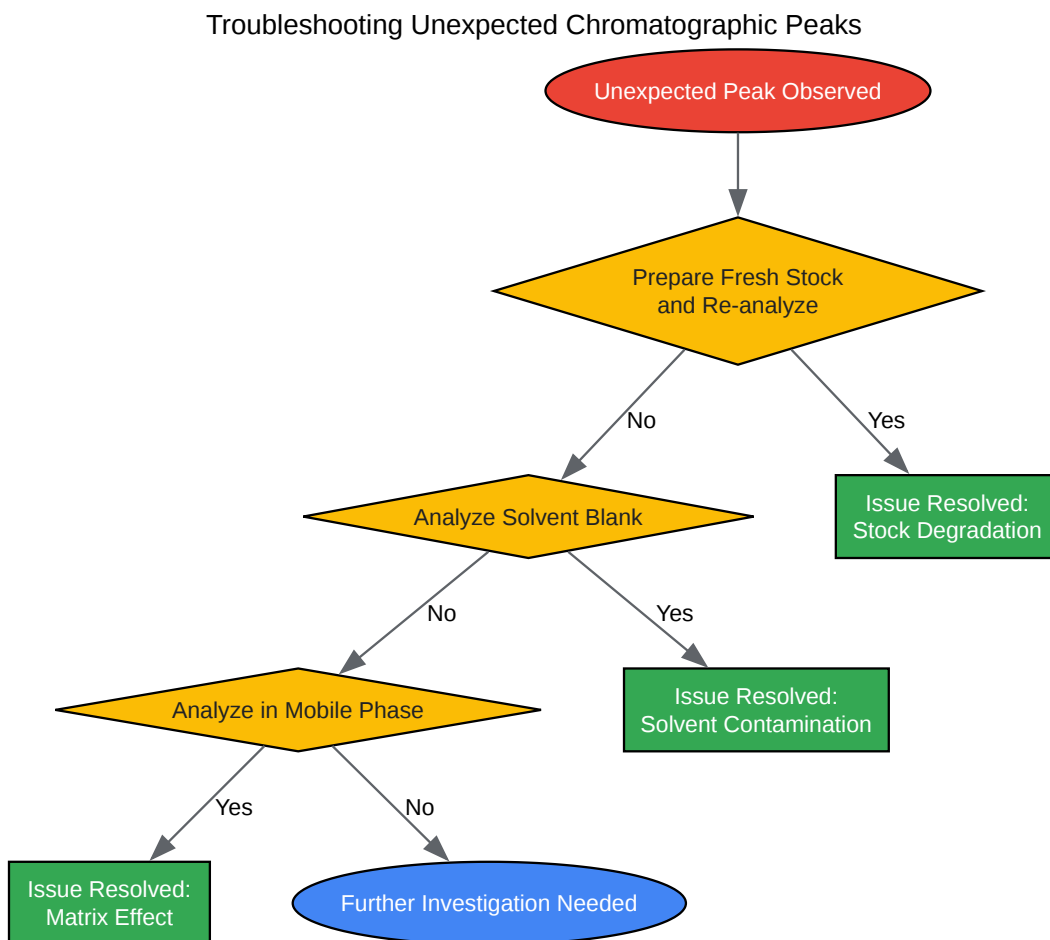 Troubleshooting Unexpected Chromatographic Peaks
Unexpected Peak Observed
Prepare Fresh Stock
and Re-analyze
No
Yes
Analyze Solvent Blank
Issue Resolved:
Stock Degradation
No
Yes
Analyze in Mobile Phase
Issue Resolved:
Solvent Contamination
Yes
No
Issue Resolved:
Matrix Effect
Further Investigation Needed